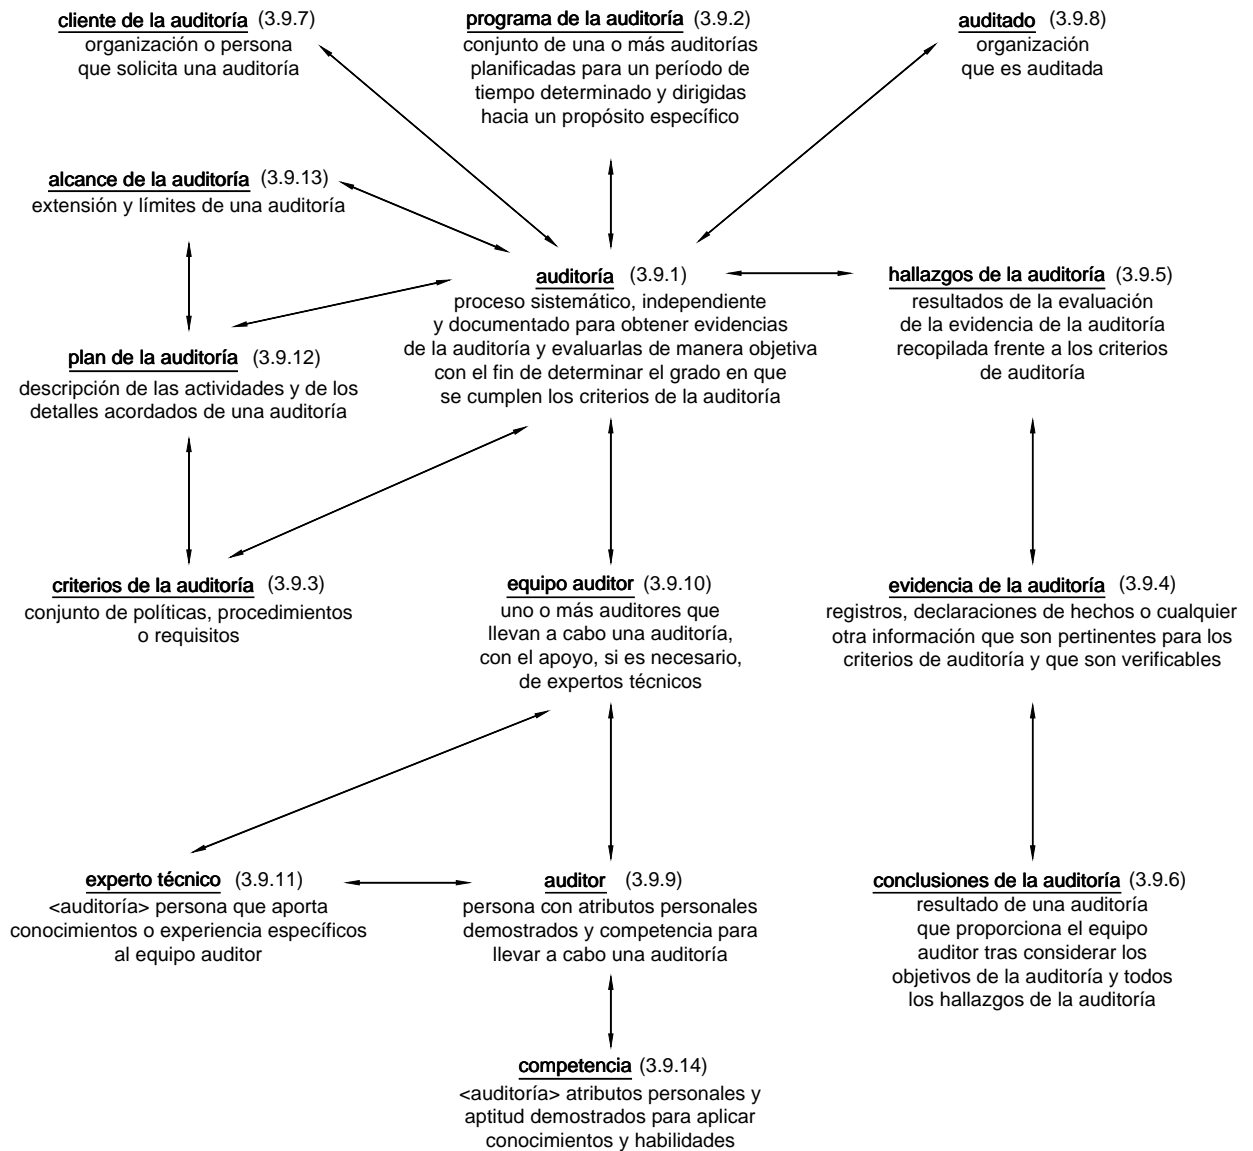 cliente de la auditoría (3.9.7)
organización o persona
que solicita una auditoría
programa de la auditoría (3.9.2)
conjunto de una o más auditorías
planificadas para un período de
tiempo determinado y dirigidas
hacia un propósito específico
auditado (3.9.8)
organización
que es auditada
alcance de la auditoría (3.9.13)
extensión y límites de una auditoría
auditoría (3.9.1)
proceso sistemático, independiente
y documentado para obtener evidencias
de la auditoría y evaluarlas de manera objetiva
con el fin de determinar el grado en que
se cumplen los criterios de la auditoría
hallazgos de la auditoría (3.9.5)
resultados de la evaluación
de la evidencia de la auditoría
recopilada frente a los criterios
de auditoría
plan de la auditoría (3.9.12)
descripción de las actividades y de los
detalles acordados de una auditoría
criterios de la auditoría (3.9.3)
conjunto de políticas, procedimientos
o requisitos
equipo auditor (3.9.10)
uno o más auditores que
llevan a cabo una auditoría,
con el apoyo, si es necesario,
de expertos técnicos
evidencia de la auditoría (3.9.4)
registros, declaraciones de hechos o cualquier
otra información que son pertinentes para los
criterios de auditoría y que son verificables
experto técnico (3.9.11)
<auditoría> persona que aporta
conocimientos o experiencia específicos
al equipo auditor
auditor (3.9.9)
persona con atributos personales
demostrados y competencia para
llevar a cabo una auditoría
conclusiones de la auditoría (3.9.6)
resultado de una auditoría
que proporciona el equipo
auditor tras considerar los
objetivos de la auditoría y todos
los hallazgos de la auditoría
competencia (3.9.14)
<auditoría> atributos personales y
aptitud demostrados para aplicar
conocimientos y habilidades